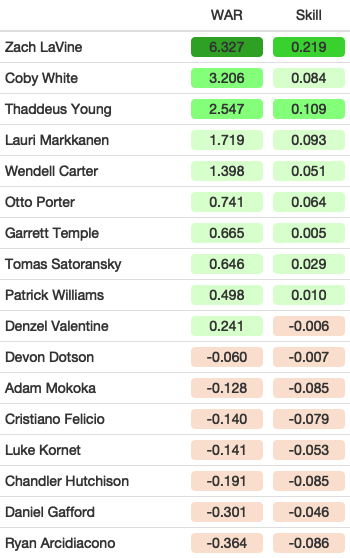 WAR Skill
Zach LaVine 6.327 0.219
Coby White 3.206 0.084
Thaddeus Young 2.547 0.109
Lauri Markkanen 1.719 0.093
Wendell Carter 1.398 0.051
Otto Porter 0.741 0.064
Garrett Temple 0.665 0.005
Tomas Satoransky 0.646 0.029
Patrick Williams 0.498 0.010
Denzel Valentine 0.241 -0.006
Devon Dotson -0.060 -0.007
Adam Mokoka -0.128 -0.085
Cristiano Felicio -0.140 -0.079
Luke Kornet -0.141 -0.053
Chandler Hutchison -0.191 -0.085
Daniel Gafford -0.301 -0.046
Ryan Arcidiacono -0.364 -0.086